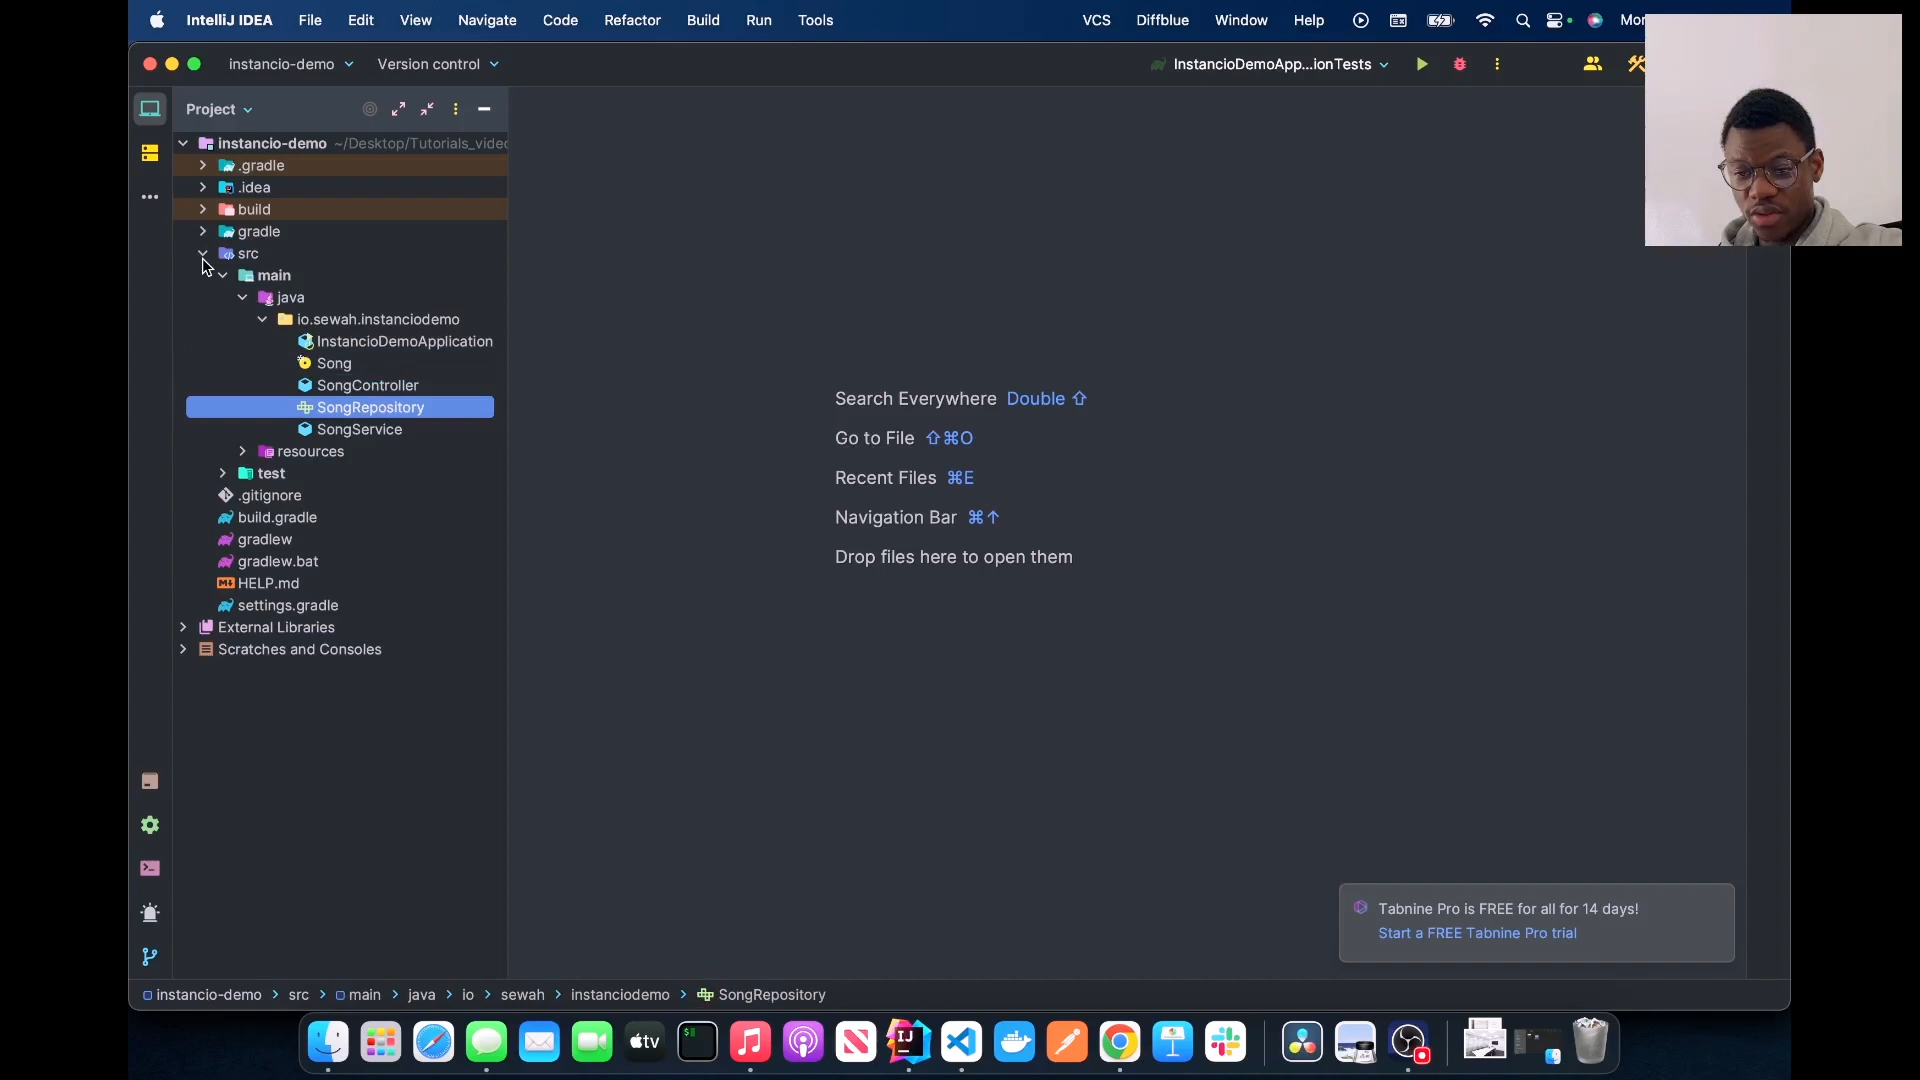 IntelliJ IDEA File Edit View Navigate Code Refactor Build Run Tools VCS Diffblue Window Help
instancio-demo Version control InstancioDemoApp...ionTests
Project
instancio-demo ~/Desktop/Tutorials_video
.gradle
.idea
build
gradle
src
main
java
io.sewah.instanciodemo
InstancioDemoApplication
Song
SongController
SongRepository
SongService
resources
test
.gitignore
build.gradle
gradlew
gradlew.bat
HELP.md
settings.gradle
External Libraries
Scratches and Consoles
Search Everywhere Double ⇧
Go to File ⇧⌘O
Recent Files ⌘E
Navigation Bar ⌘↑
Drop files here to open them
Tabnine Pro is FREE for all for 14 days!
Start a FREE Tabnine Pro trial
instancio-demo > src > main > java > io > sewah > instanciodemo > SongRepository
tv
IJ